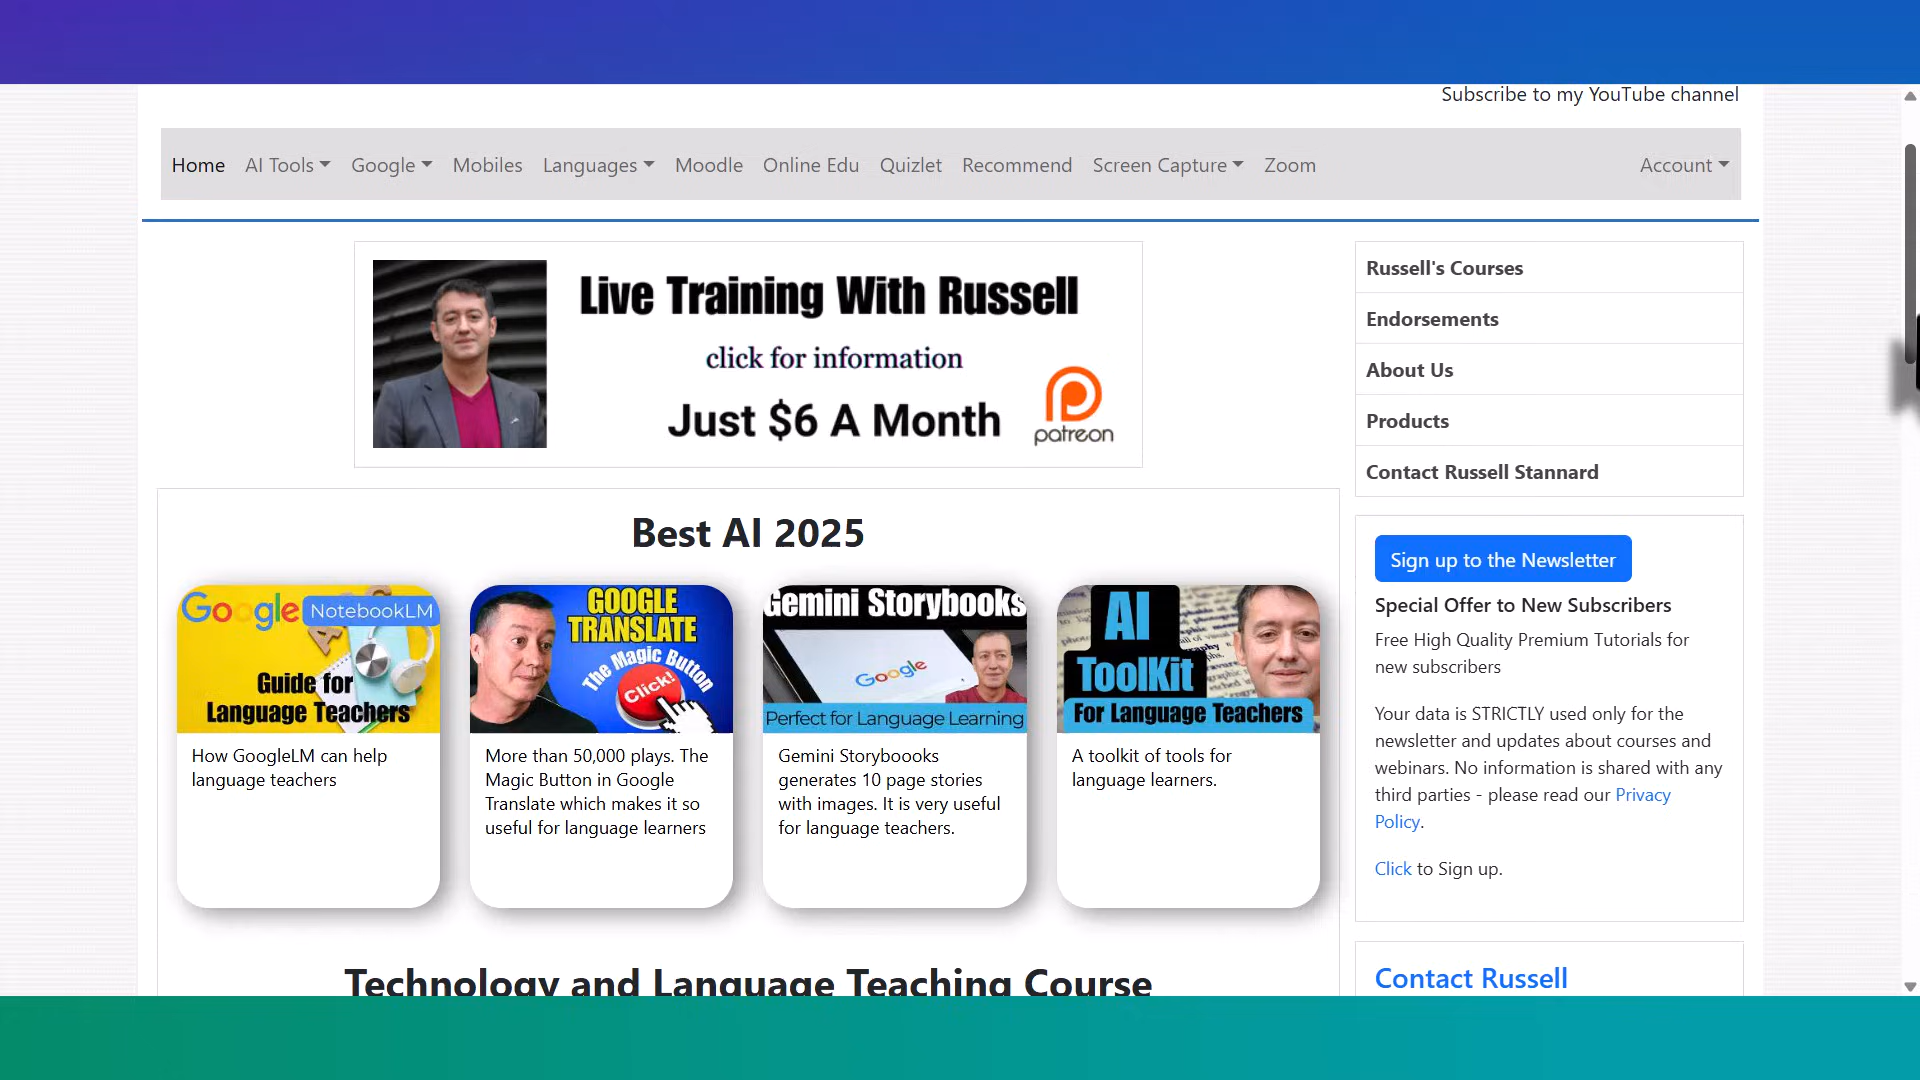 Subscribe to my YouTube channel
Home AI Tools Google Mobiles Languages Moodle Online Edu Quizlet Recommend Screen Capture Zoom Account
Live Training With Russell
click for information
Just $6 A Month
patreon
Best AI 2025
Google NotebookLM
Guide for
Language Teachers
How GoogleLM can help
language teachers
GOOGLE
TRANSLATE
The Magic Button
Click!
More than 50,000 plays. The
Magic Button in Google
Translate which makes it so
useful for language learners
Gemini Storybooks
Google
Perfect for Language Learning
Gemini Storyboooks
generates 10 page stories
with images. It is very useful
for language teachers.
AI
ToolKit
For Language Teachers
A toolkit of tools for
language learners.
Technology and Language Teaching Course
Russell's Courses
Endorsements
About Us
Products
Contact Russell Stannard
Sign up to the Newsletter
Special Offer to New Subscribers
Free High Quality Premium Tutorials for
new subscribers
Your data is STRICTLY used only for the
newsletter and updates about courses and
webinars. No information is shared with any
third parties - please read our Privacy
Policy.
Click to Sign up.
Contact Russell